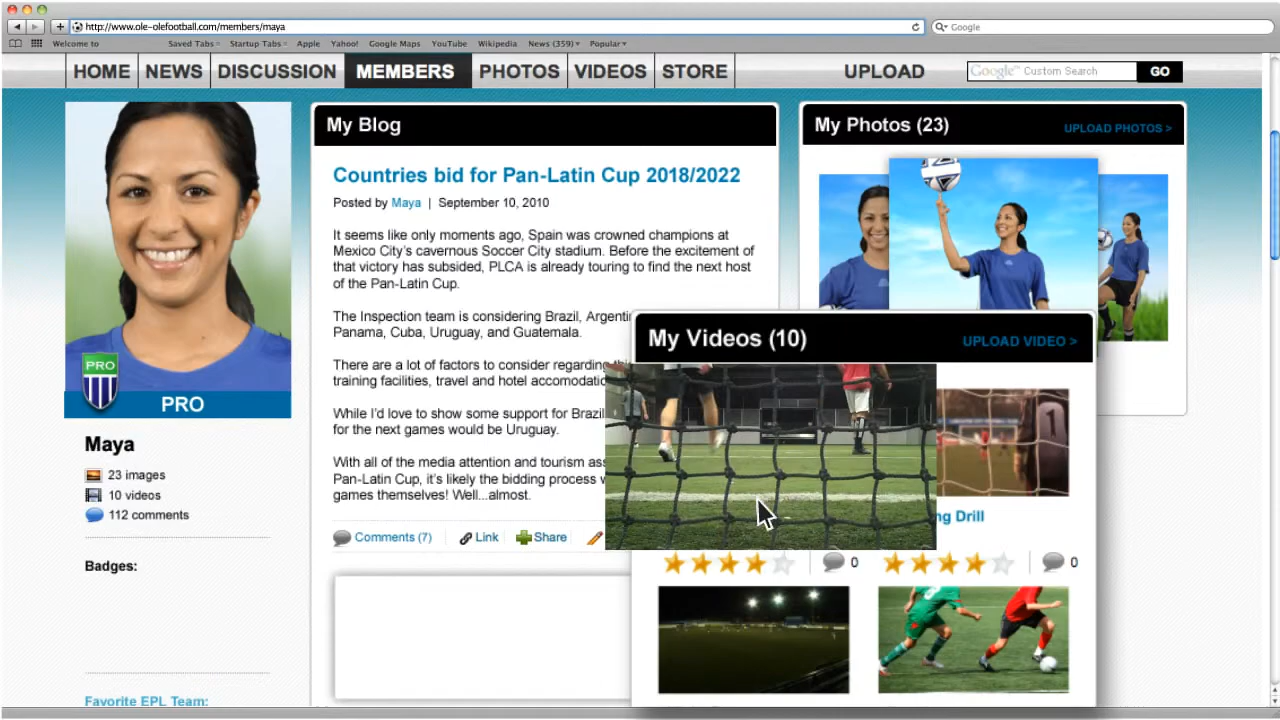 http://www.ole-olefootball.com/members/maya
Google
Welcome to
Saved Tabs
Startup Tabs
Apple
Yahoo!
Google Maps
YouTube
Wikipedia
News (359)
Popular
HOME
NEWS
DISCUSSION
MEMBERS
PHOTOS
VIDEOS
STORE
UPLOAD
Google™ Custom Search
GO
PRO
PRO
Maya
23 images
10 videos
112 comments
Badges:
Favorite EPL Team:
My Blog
Countries bid for Pan-Latin Cup 2018/2022
Posted by Maya | September 10, 2010
It seems like only moments ago, Spain was crowned champions at
Mexico City's cavernous Soccer City stadium. Before the excitement of
that victory has subsided, PLCA is already touring to find the next host
of the Pan-Latin Cup.
The Inspection team is considering Brazil,
Panama, Cuba, Uruguay, and Guatemala.
There are a lot of factors to consider regarding
training facilities, travel and hotel
While I'd love to show some support for Brazil
for the next games would be Uruguay.
With all of the media attention and tourism
Pan-Latin Cup, it's likely the bidding process
games themselves! Well...almost.
Comments (7)
Link
Share
My Photos (23)
UPLOAD PHOTOS >
My Videos (10)
UPLOAD VIDEO >
1
Drill
0
0